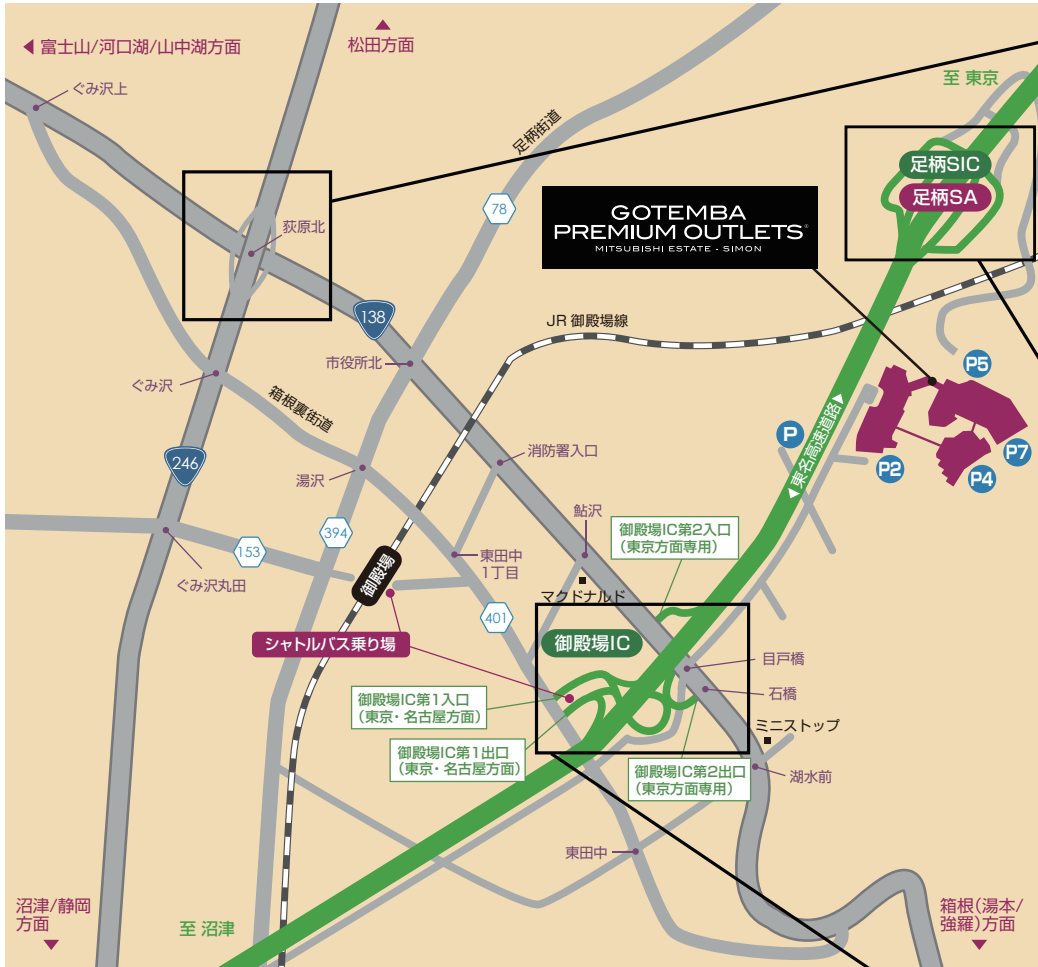 富士山/河口湖/山中湖方面
松田方面
ぐみ沢上
至 東京
足柄街道
足柄SIC
足柄SA
78
GOTEMBA
PREMIUM OUTLETS®
MITSUBISHI ESTATE - SIMON
荻原北
138
JR 御殿場線
市役所北
ぐみ沢
箱根裏街道
P5
東名高速道路
P
P7
P2
P4
消防署入口
246
湯沢
鮎沢
394
御殿場IC第2入口
(東京方面専用)
153
御殿場
東田中
1丁目
ぐみ沢丸田
マクドナルド
401
シャトルバス乗り場
御殿場IC
目戸橋
石橋
御殿場IC第1入口
(東京・名古屋方面)
ミニストップ
御殿場IC第1出口
(東京・名古屋方面)
御殿場IC第2出口
(東京方面専用)
湖水前
東田中
沼津/静岡
方面
至 沼津
箱根(湯本/
強羅)方面